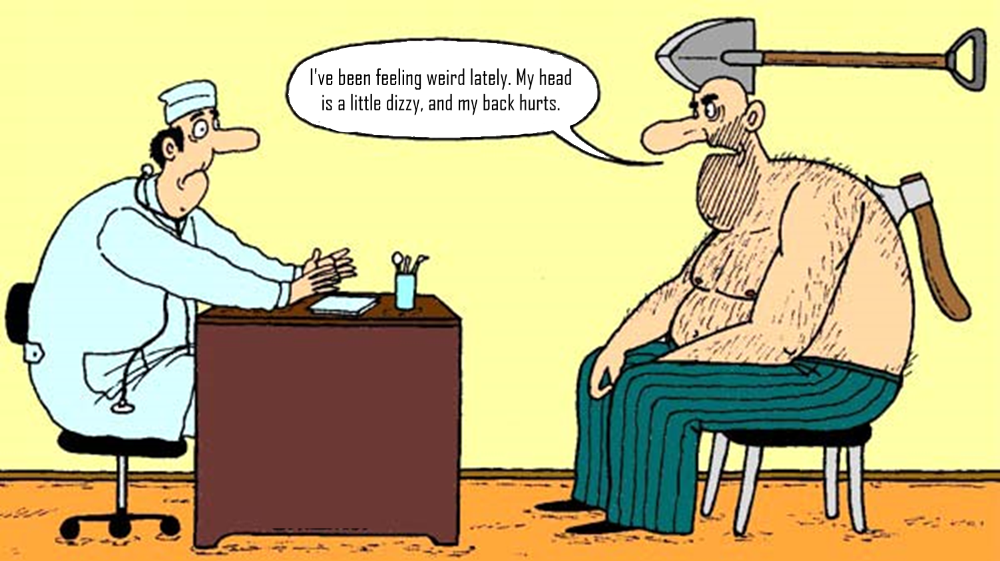 I've been feeling weird lately. My head
is a little dizzy, and my back hurts.